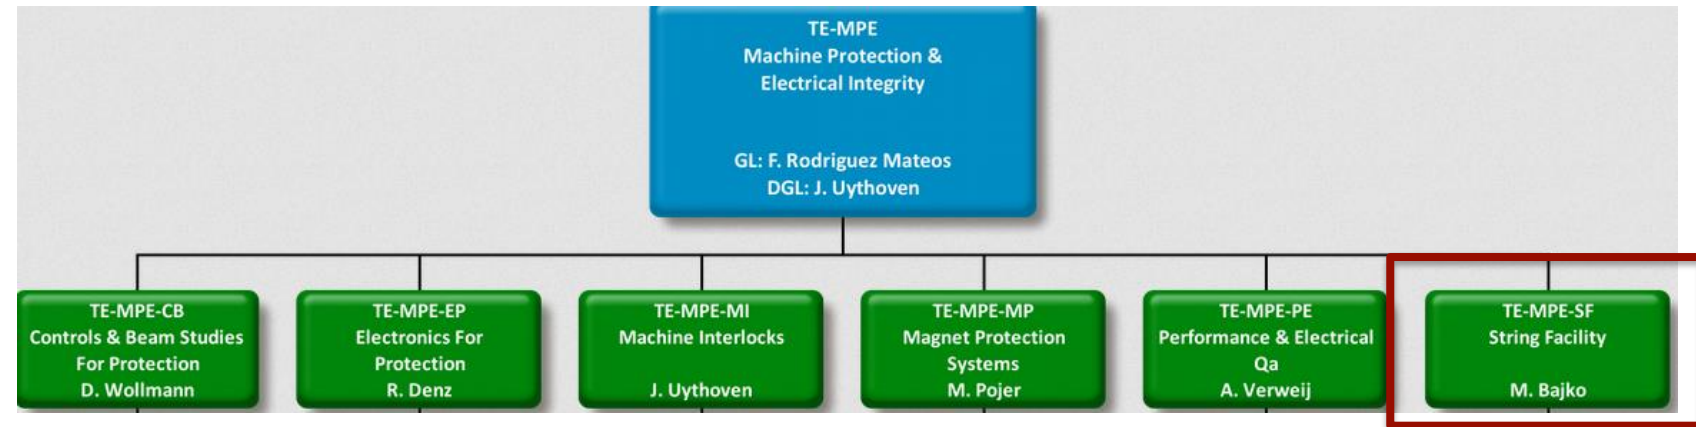 TE-MPE
Machine Protection &
Electrical Integrity
GL: F. Rodriguez Mateos
DGL: J. Uythoven
TE-MPE-CB
Controls & Beam Studies
For Protection
D. Wollmann
TE-MPE-EP
Electronics For
Protection
R. Denz
TE-MPE-MI
Machine Interlocks
J. Uythoven
TE-MPE-MP
Magnet Protection
Systems
M. Pojer
TE-MPE-PE
Performance & Electrical
Qa
A. Verweij
TE-MPE-SF
String Facility
M. Bajko